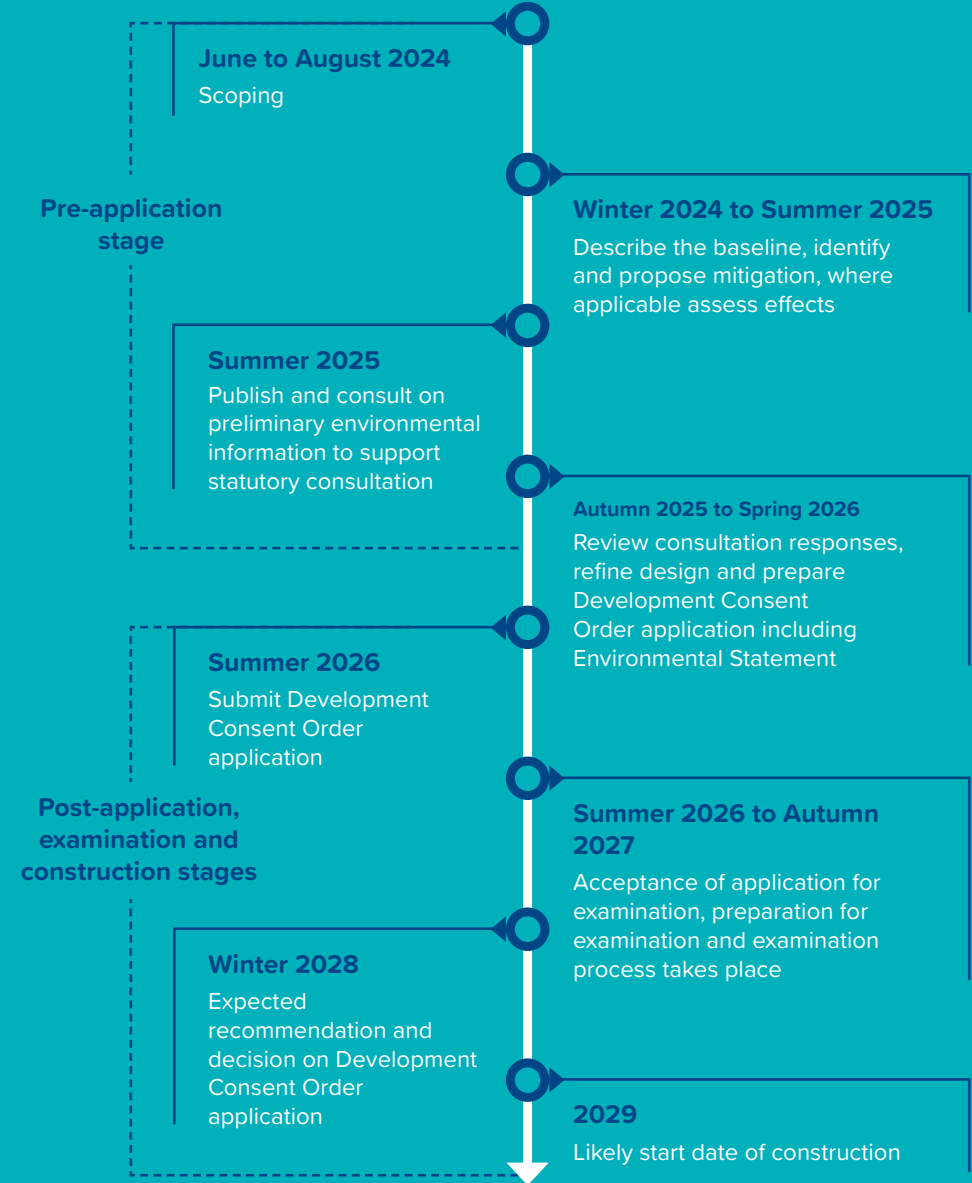 June to August 2024
Scoping
Pre-application
stage
Winter 2024 to Summer 2025
Describe the baseline, identify
and propose mitigation, where
applicable assess effects
Summer 2025
Publish and consult on
preliminary environmental
information to support
statutory consultation
Autumn 2025 to Spring 2026
Review consultation responses,
refine design and prepare
Development Consent
Order application including
Environmental Statement
Summer 2026
Submit Development
Consent Order
application
Post-application,
examination and
construction stages
Summer 2026 to Autumn
2027
Acceptance of application for
examination, preparation for
examination and examination
process takes place
Winter 2028
Expected
recommendation and
decision on Development
Consent Order
application
2029
Likely start date of construction